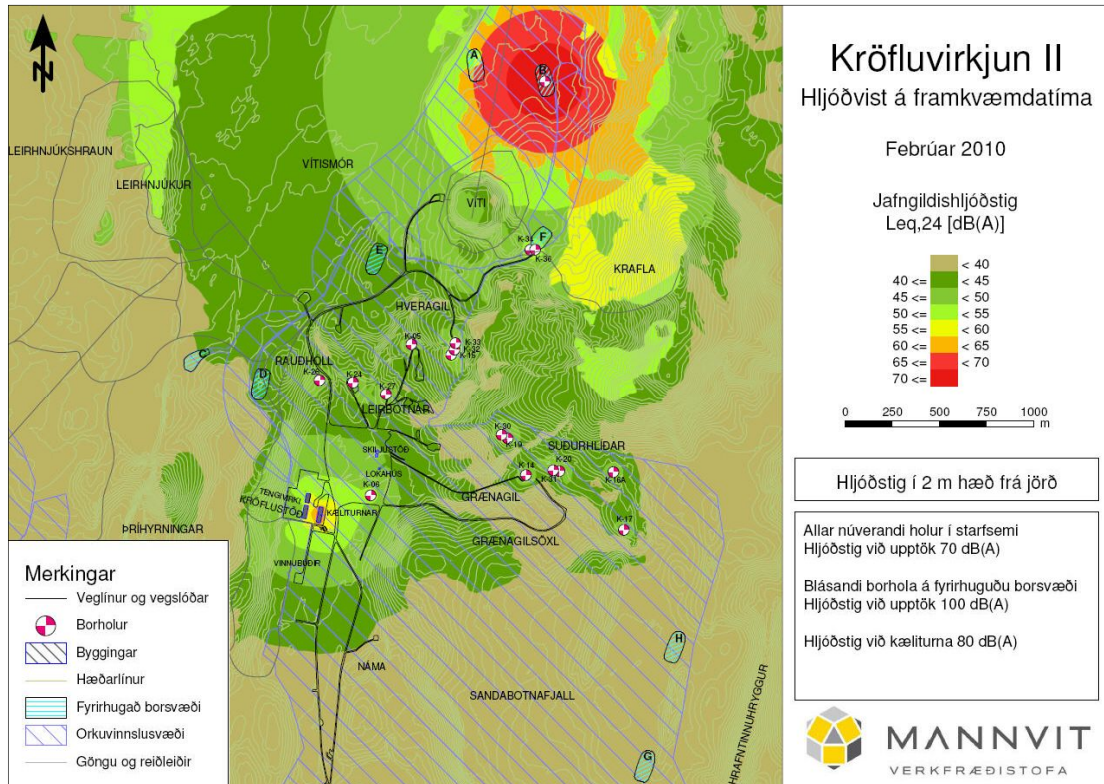 N
A
B
LEIRHNJÚKSHRAUN
VÍTISMÓR
LEIRHNJÚKUR
VÍTI
F
K-34
K-36
E
KRAFLA
HVERAGIL
K-05
K-33
K-32
K-15
C
RAUÐHÓLL
K-26
K-24
D
K-27
LEIRBOTNAR
K-30
K-19
SUÐURHLÍÐAR
SKILJUSTÖÐ
LOKAHÚS
K-14
K-20
K-31
K-16A
K-06
GRÆNAGIL
TENGIVIRKI
KRÖFLUSTÖÐ
KÆLITURNAR
ÞRÍHYRNINGAR
GRÆNAGILSÖXL
K-17
VINNUBÚÐIR
NÁMA
H
SANDABOTNAFJALL
G
HRAFNTINNUHRYGGUR
Merkingar
Veglínur og vegslóðar
Borholur
Byggingar
Hæðarlínur
Fyrirhugað borsvæði
Orkuvinnslusvæði
Göngu og reiðleiðir
Kröfluvirkjun II
Hljóðvist á framkvæmdatíma
Febrúar 2010
Jafngildishljóðstig
Leq,24 [dB(A)]
< 40
40 <= < 45
45 <= < 50
50 <= < 55
55 <= < 60
60 <= < 65
65 <= < 70
70 <=
0 250 500 750 1000
m
Hljóðstig í 2 m hæð frá jörð
Allar núverandi holur í starfsemi
Hljóðstig við upptök 70 dB(A)
Blásandi borhola á fyrirhuguðu borsvæði
Hljóðstig við upptök 100 dB(A)
Hljóðstig við kæliturna 80 dB(A)
MANNVIT
VERKFRÆÐISTOFA